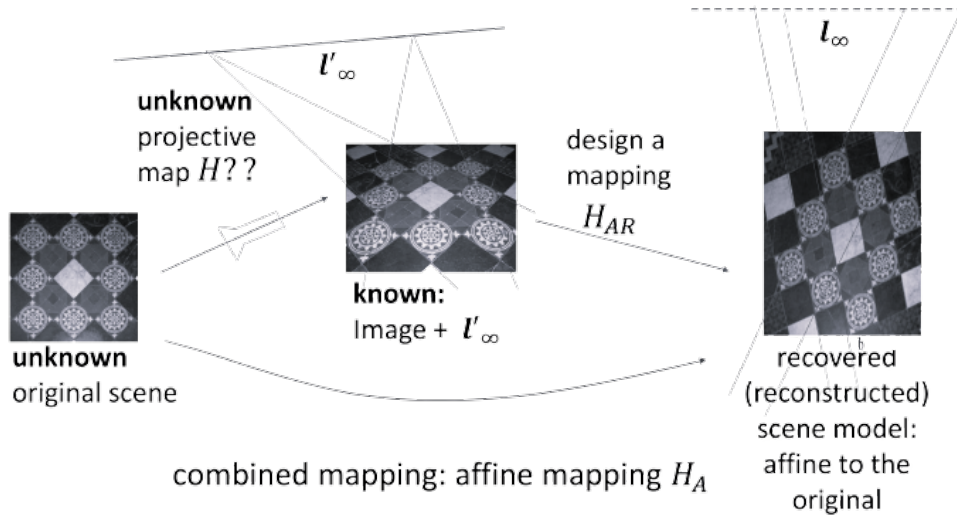 l′∞
l∞
unknown
projective
map H??
design a
mapping
H_AR
known:
Image + l′∞
unknown
original scene
recovered
(reconstructed)
scene model:
affine to the
original
combined mapping: affine mapping H_A